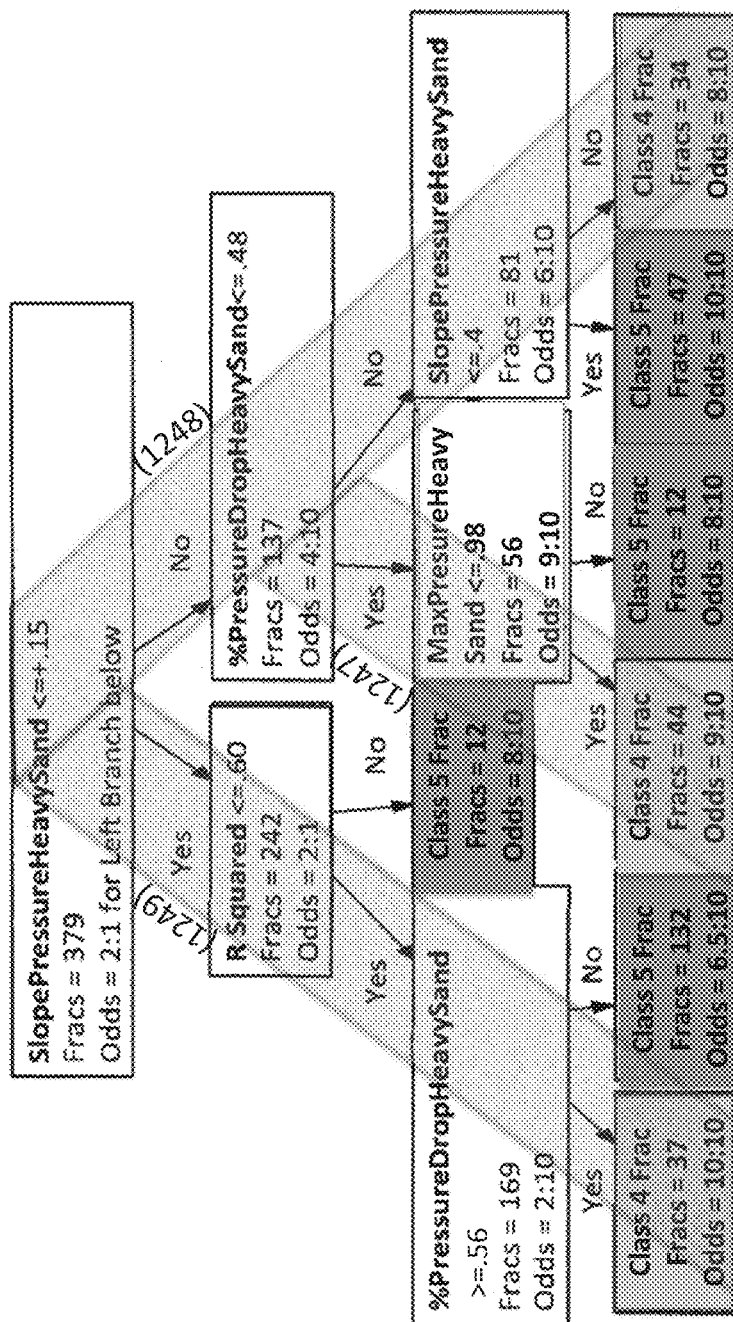 SlopePressureHeavySand <=+.15
Fracs = 379
Odds = 2:1 for Left Branch below
(1249)
Yes
No
(1248)
R Squared <=.60
Fracs = 242
Odds = 2:1
%PressureDropHeavySand<=.48
Fracs = 137
Odds = 4:10
Yes
No
(1247)
Yes
No
%PressureDropHeavySand
>=.56
Fracs = 169
Odds = 2:10
Class 5 Frac
Fracs = 12
Odds = 8:10
MaxPresureHeavy
Sand <=.98
Fracs = 56
Odds = 9:10
SlopePressureHeavySand
<=.4
Fracs = 81
Odds = 6:10
Yes
No
Yes
No
Yes
No
Class 4 Frac
Fracs = 37
Odds = 10:10
Class 5 Frac
Fracs = 132
Odds = 6.5:10
Class 4 Frac
Fracs = 44
Odds = 9:10
Class 5 Frac
Fracs = 12
Odds = 8:10
Class 5 Frac
Fracs = 47
Odds = 10:10
Class 4 Frac
Fracs = 34
Odds = 8:10